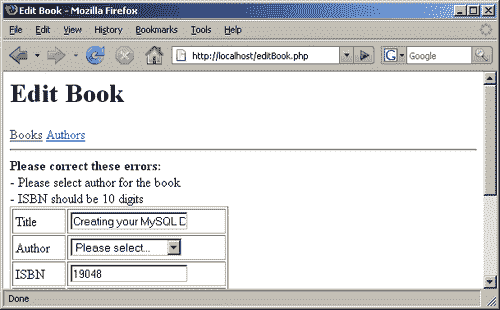 Edit Book - Mozilla Firefox
File Edit View History Bookmarks Tools Help
http://localhost/editBook.php
Google
Edit Book
Books Authors
Please correct these errors:
- Please select author for the book
- ISBN should be 10 digits
Title Creating your MySQL D
Author Please select...
ISBN 19048
Done